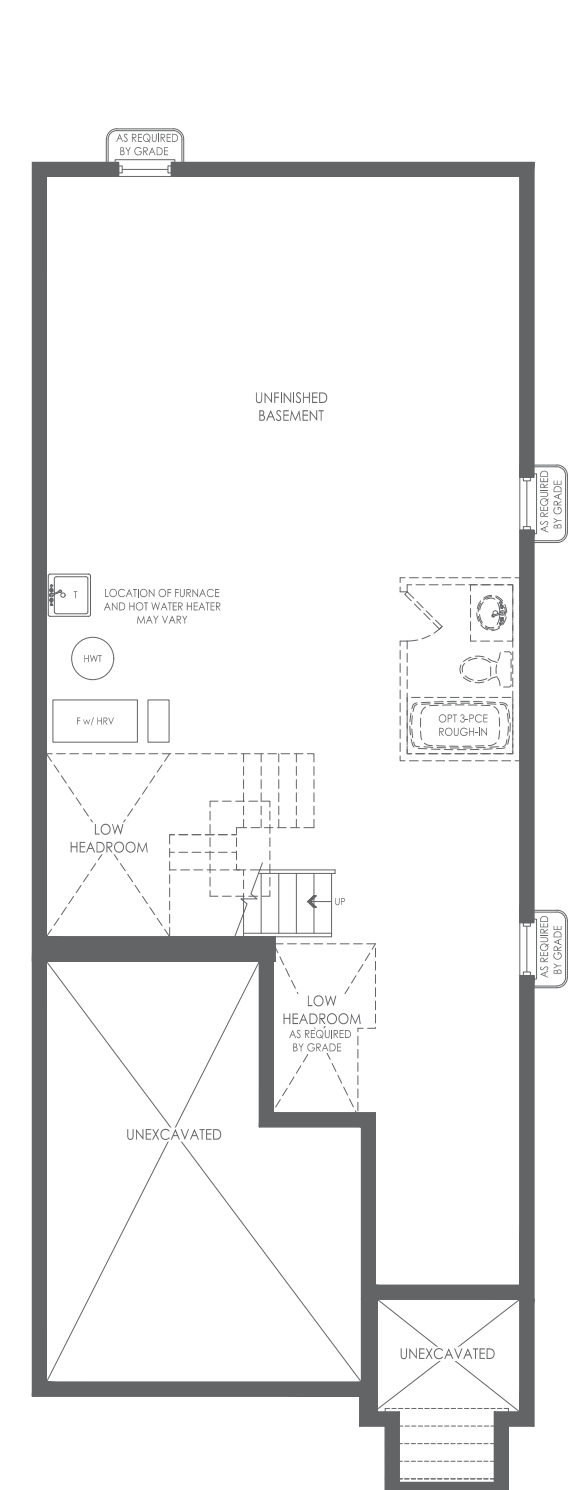 AS REQUIRED
BY GRADE
UNFINISHED
BASEMENT
AS REQUIRED
BY GRADE
T
LOCATION OF FURNACE
AND HOT WATER HEATER
MAY VARY
HWT
F w/ HRV
OPT 3-PCE
ROUGH-IN
LOW
HEADROOM
UP
AS REQUIRED
BY GRADE
LOW
HEADROOM
AS REQUIRED
BY GRADE
UNEXCAVATED
UNEXCAVATED